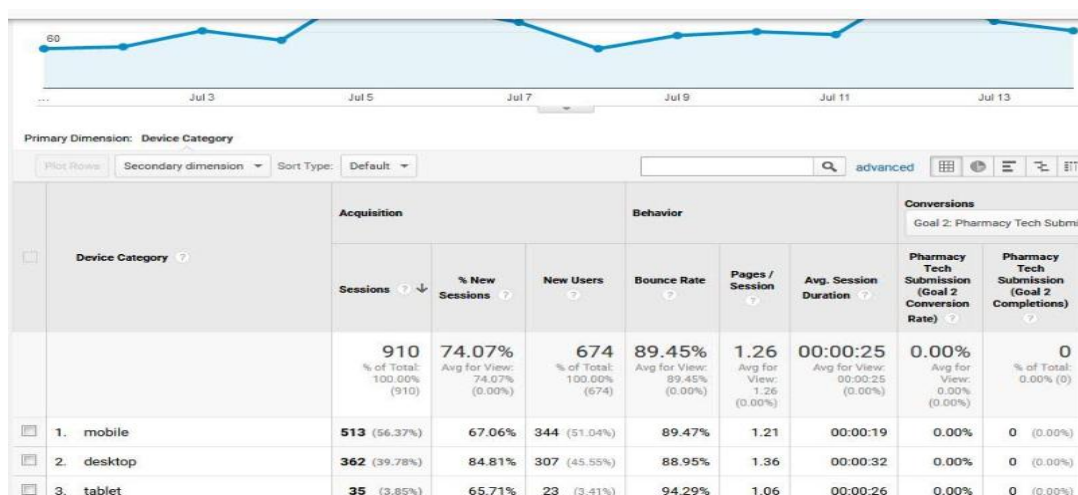 60
...
Jul 3
Jul 5
Jul 7
Jul 9
Jul 11
Jul 13
Primary Dimension: Device Category
Plot Rows Secondary dimension Sort Type: Default advanced
Acquisition Behavior Conversions
Goal 2: Pharmacy Tech Submi
Device Category ?
Sessions ? % New Sessions ? New Users ? Bounce Rate ? Pages / Session ? Avg. Session Duration ? Pharmacy Tech Submission (Goal 2 Conversion Rate) ? Pharmacy Tech Submission (Goal 2 Completions) ?
910 74.07% 674 89.45% 1.26 00:00:25 0.00% 0
% of Total: 100.00% (910) Avg for View: 74.07% (0.00%) % of Total: 100.00% (674) Avg for View: 89.45% (0.00%) Avg for View: 1.26 (0.00%) Avg for View: 00:00:25 (0.00%) Avg for View: 0.00% (0.00%) % of Total: 0.00% (0)
1. mobile 513 (56.37%) 67.06% 344 (51.04%) 89.47% 1.21 00:00:19 0.00% 0 (0.00%)
2. desktop 362 (39.78%) 84.81% 307 (45.55%) 88.95% 1.36 00:00:32 0.00% 0 (0.00%)
3. tablet 35 (3.85%) 65.71% 23 (3.41%) 94.29% 1.06 00:00:26 0.00% 0 (0.00%)